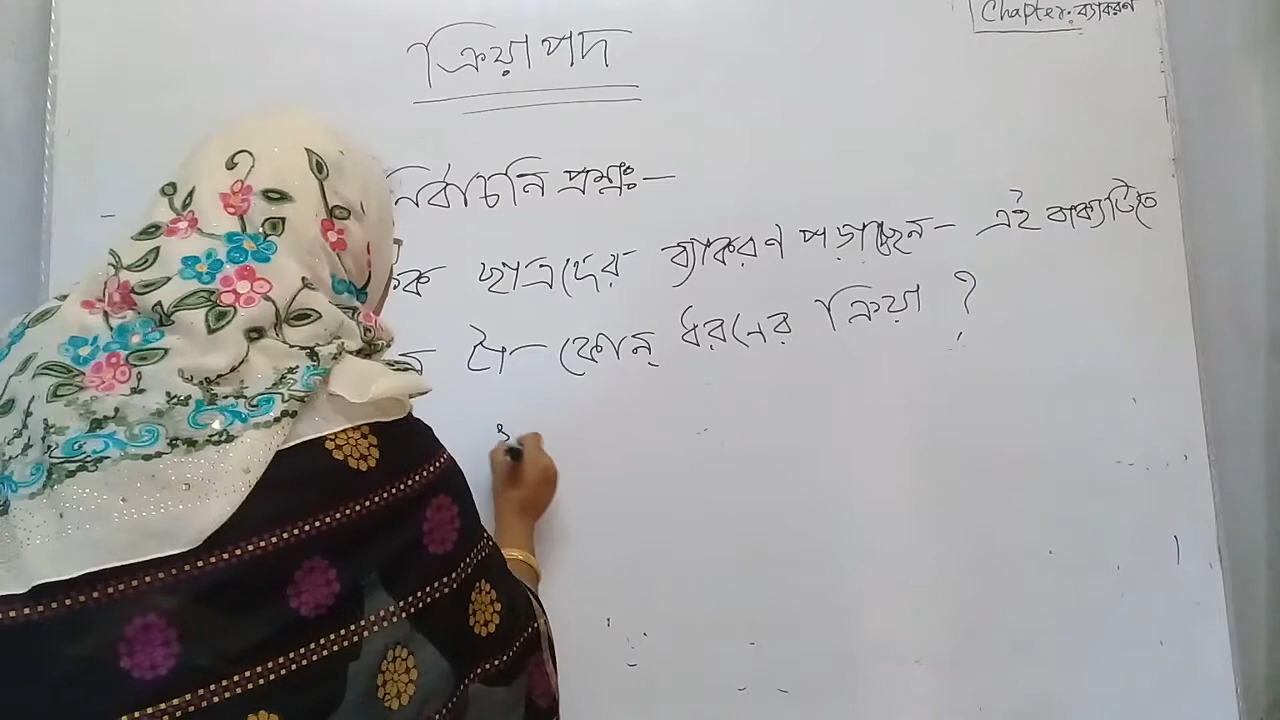 Chapter: ব্যাকরণ
ক্রিয়া পদ
নির্বাচনি প্রশ্নঃ-
ছাত্রদের ব্যাকরণ পড়াচ্ছেন - এই বাক্যটিতে
কোন্ ধরনের ক্রিয়া ?